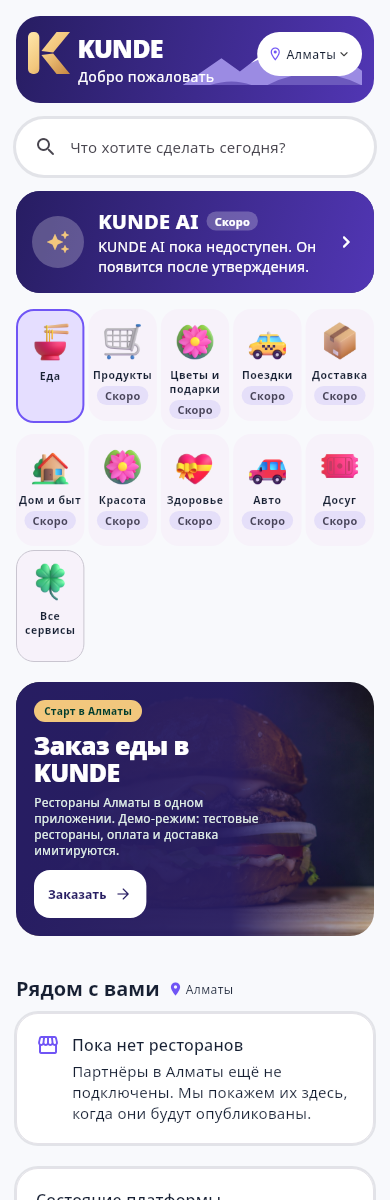 KUNDE
Добро пожаловать
Алматы
Что хотите сделать сегодня?
KUNDE AI Скоро
KUNDE AI пока недоступен. Он
появится после утверждения.
Еда
Продукты
Скоро
Цветы и
подарки
Скоро
Поездки
Скоро
Доставка
Скоро
Дом и быт
Скоро
Красота
Скоро
Здоровье
Скоро
Авто
Скоро
Досуг
Скоро
Все
сервисы
Старт в Алматы
Заказ еды в
KUNDE
Рестораны Алматы в одном
приложении. Демо-режим: тестовые
рестораны, оплата и доставка
имитируются.
Заказать
Рядом с вами Алматы
Пока нет ресторанов
Партнёры в Алматы ещё не
подключены. Мы покажем их здесь,
когда они будут опубликованы.
Состояние платформы